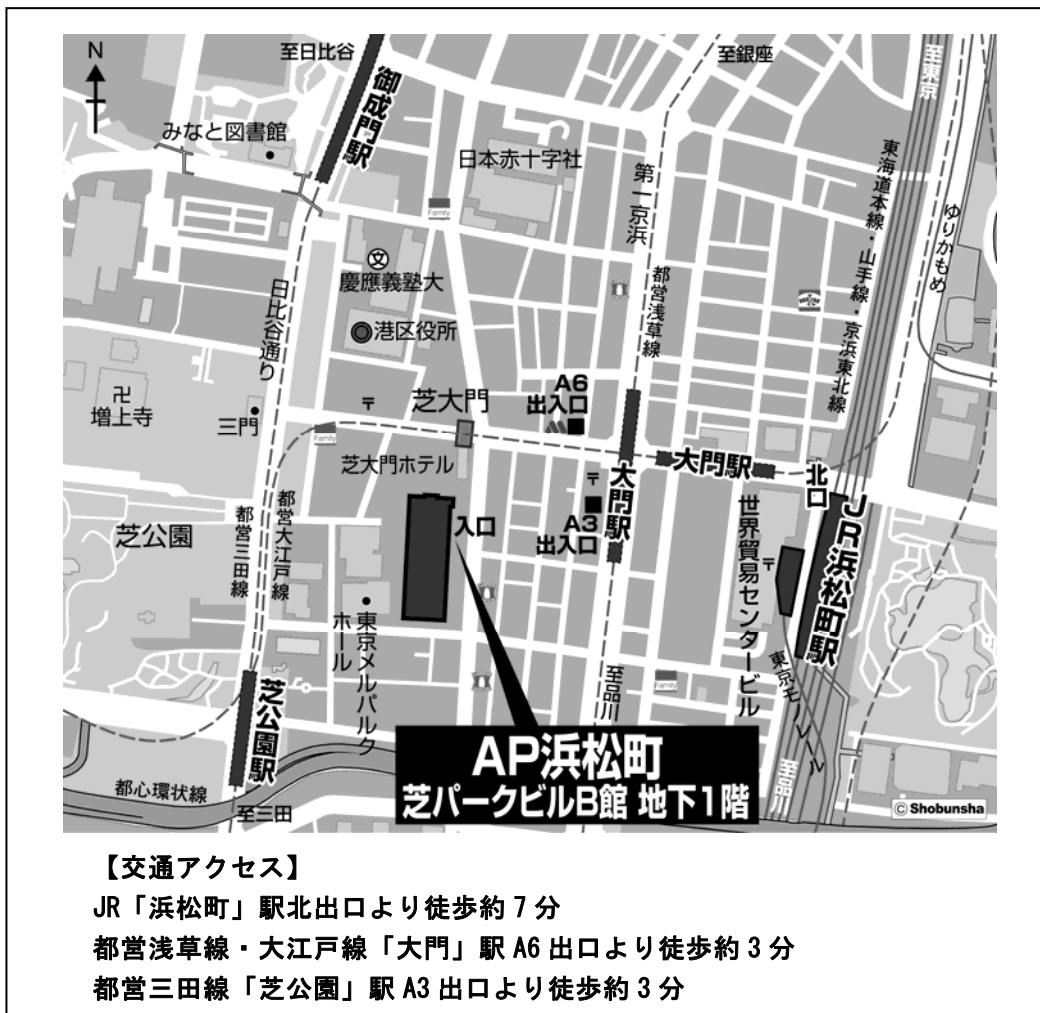 N
至日比谷
御成門駅
至銀座
至東京
みなと図書館
日本赤十字社
第一京浜
東海道本線・山手線・京浜東北線
ゆりかもめ
Family
文
慶應義塾大
都営浅草線
日比谷通り
港区役所
卍
増上寺
三門
〒
芝大門
A6
出入口
Family
芝大門ホテル
大門駅
大門駅
北口
〒
A3
出入口
入口
JR浜松町駅
世界貿易センタービル
〒
芝公園
都営三田線
都営大江戸線
東京メルパルク
ホール
芝公園駅
至品川
Family
東京モノレール
至品川
都心環状線
至三田
AP浜松町
芝パークビルB館 地下1階
© Shobunsha
【交通アクセス】
JR「浜松町」駅北出口より徒歩約 7 分
都営浅草線・大江戸線「大門」駅 A6 出口より徒歩約 3 分
都営三田線「芝公園」駅 A3 出口より徒歩約 3 分